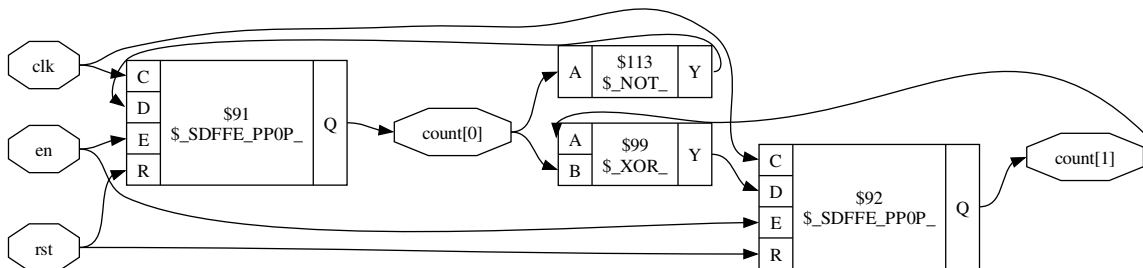 clk
en
rst
C
D
E
R
$91
$_SDFFE_PP0P_
Q
count[0]
A
$113
$_NOT_
Y
A
B
$99
$_XOR_
Y
C
D
E
R
$92
$_SDFFE_PP0P_
Q
count[1]